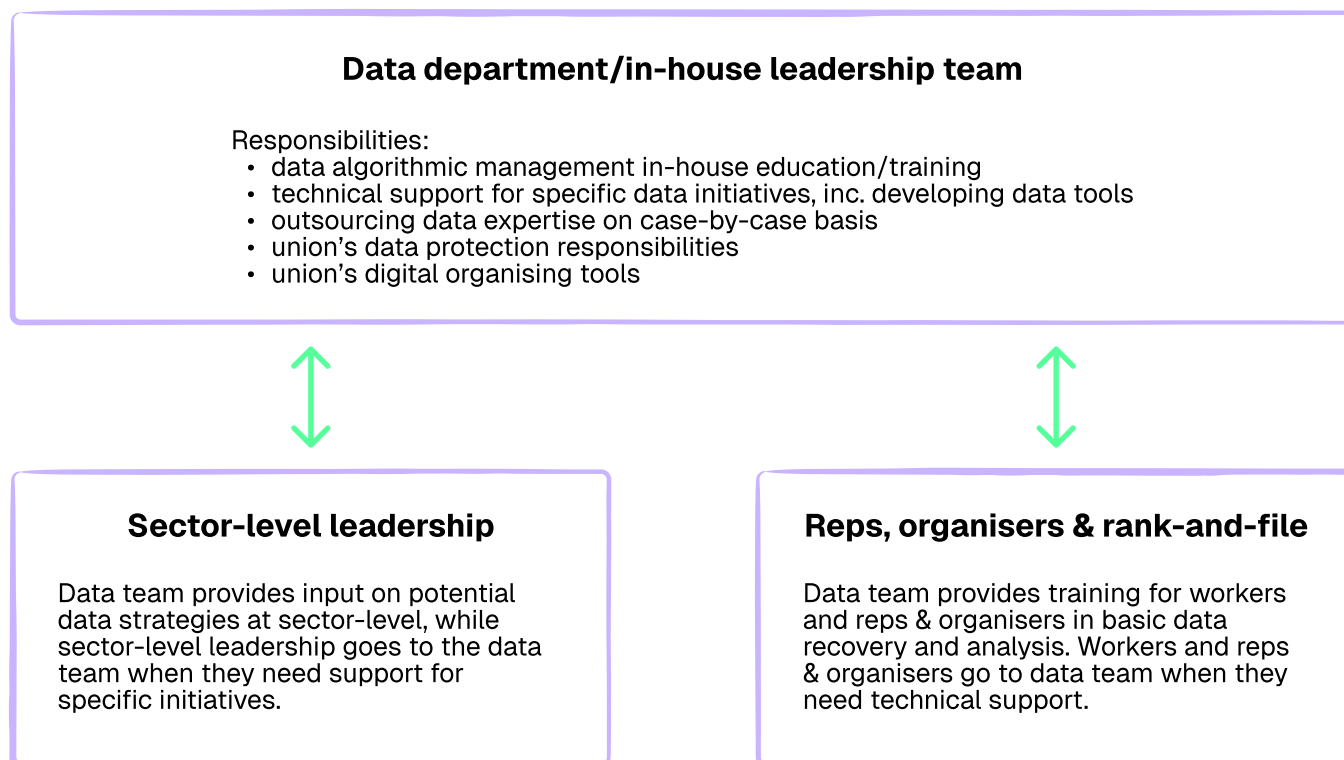 Data department/in-house leadership team
Responsibilities:
• data algorithmic management in-house education/training
• technical support for specific data initiatives, inc. developing data tools
• outsourcing data expertise on case-by-case basis
• union’s data protection responsibilities
• union’s digital organising tools
Sector-level leadership
Data team provides input on potential
data strategies at sector-level, while
sector-level leadership goes to the data
team when they need support for
specific initiatives.
Reps, organisers & rank-and-file
Data team provides training for workers
and reps & organisers in basic data
recovery and analysis. Workers and reps
& organisers go to data team when they
need technical support.